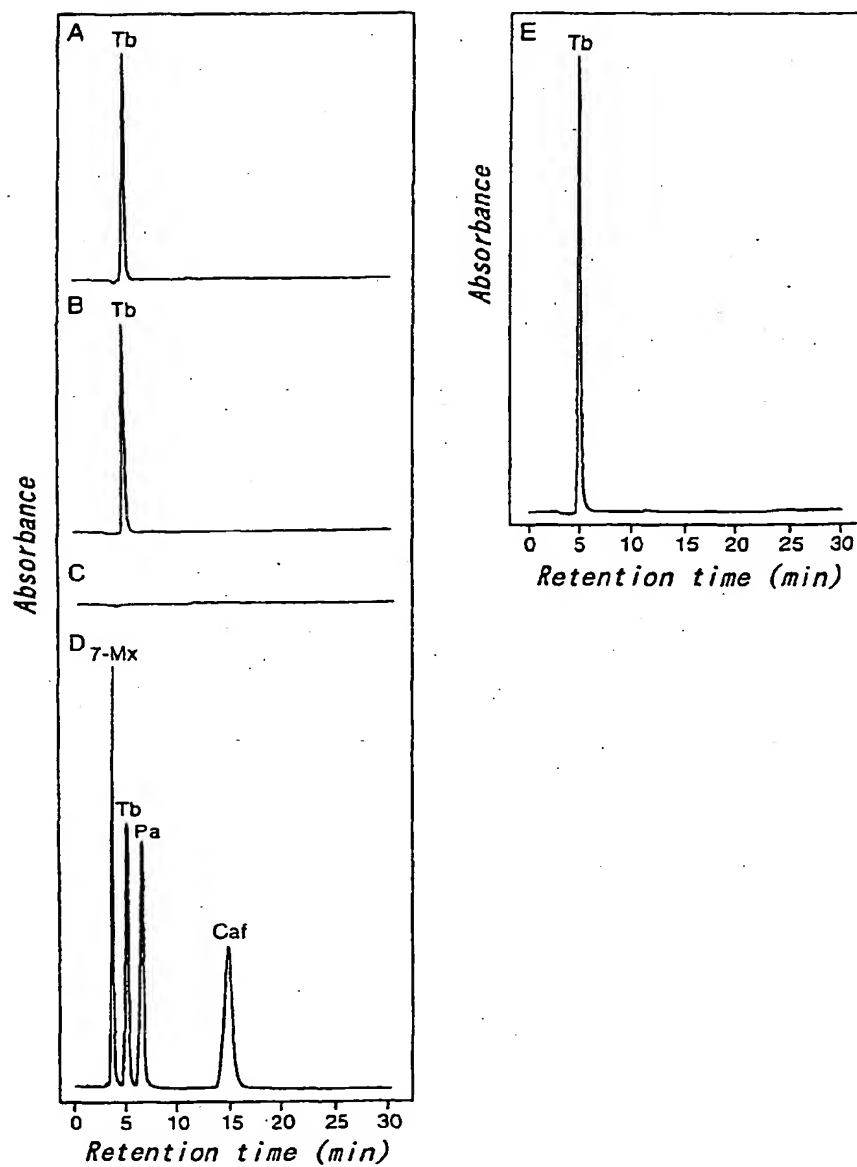 A
Tb
B
Tb
C
D
7-Mx
Tb
Pa
Caf
Absorbance
0 5 10 15 20 25 30
Retention time (min)
E
Tb
Absorbance
0 5 10 15 20 25 30
Retention time (min)